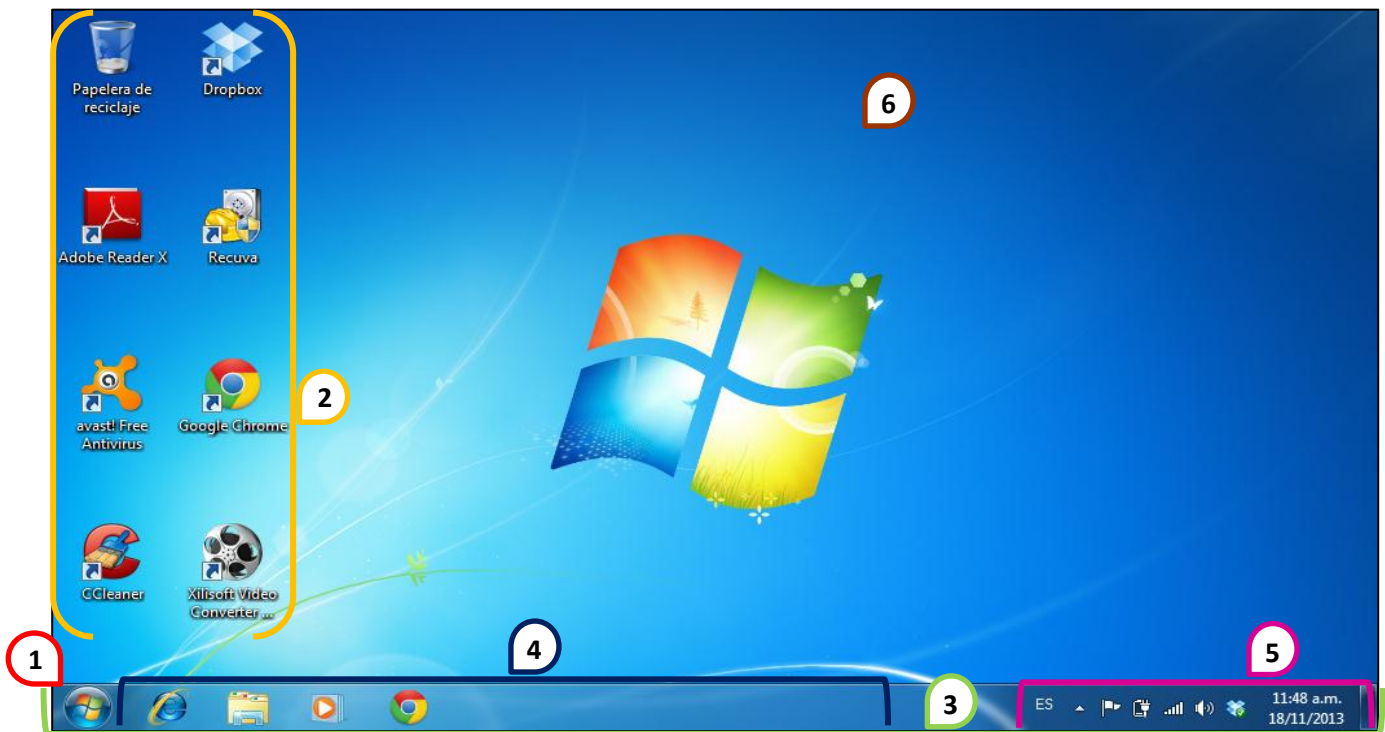 Papelera de
reciclaje
Dropbox
6
Adobe Reader X
Recuva
avast! Free
Antivirus
Google Chrome
2
CCleaner
Xilisoft Video
Converter ...
1
4
5
3
ES
11:48 a.m.
18/11/2013